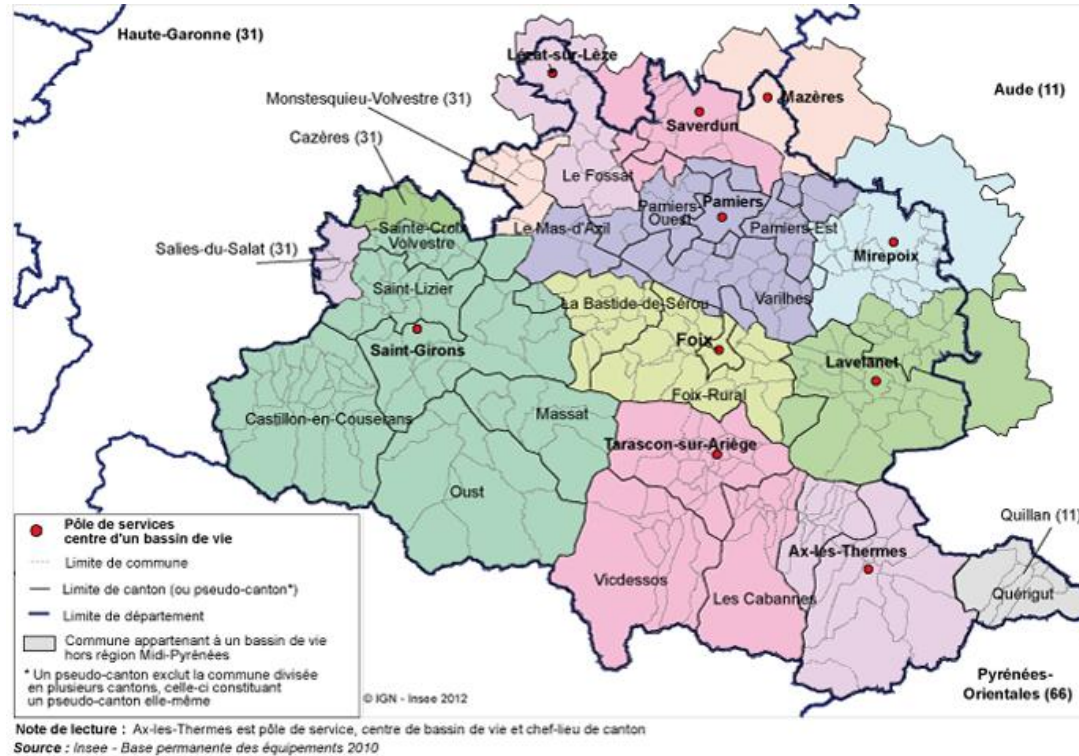 Haute-Garonne (31)
Lézat-sur-Lèze
Aude (11)
Monstesquieu-Volvestre (31)
Mazères
Saverdun
Cazères (31)
Le Fossat
Pamiers-
Ouest
Pamiers
Sainte-Croix
Volvestre
Le Mas-d'Azil
Pamiers-Est
Salies-du-Salat (31)
Mirepoix
Saint-Lizier
La Bastide-de-Sérou
Varilhes
Saint-Girons
Foix
Lavelanet
Foix-Rural
Castillon-en-Couserans
Massat
Tarascon-sur-Ariège
Oust
Quillan (11)
Ax-les-Thermes
Vicdessos
Les Cabannes
Quérigut
Pyrénées-
Orientales (66)
Pôle de services
centre d'un bassin de vie
Limite de commune
Limite de canton (ou pseudo-canton*)
Limite de département
Commune appartenant à un bassin de vie
hors région Midi-Pyrénées
* Un pseudo-canton exclut la commune divisée
en plusieurs cantons, celle-ci constituant
un pseudo-canton elle-même
© IGN - Insee 2012
Note de lecture : Ax-les-Thermes est pôle de service, centre de bassin de vie et chef-lieu de canton
Source : Insee - Base permanente des équipements 2010